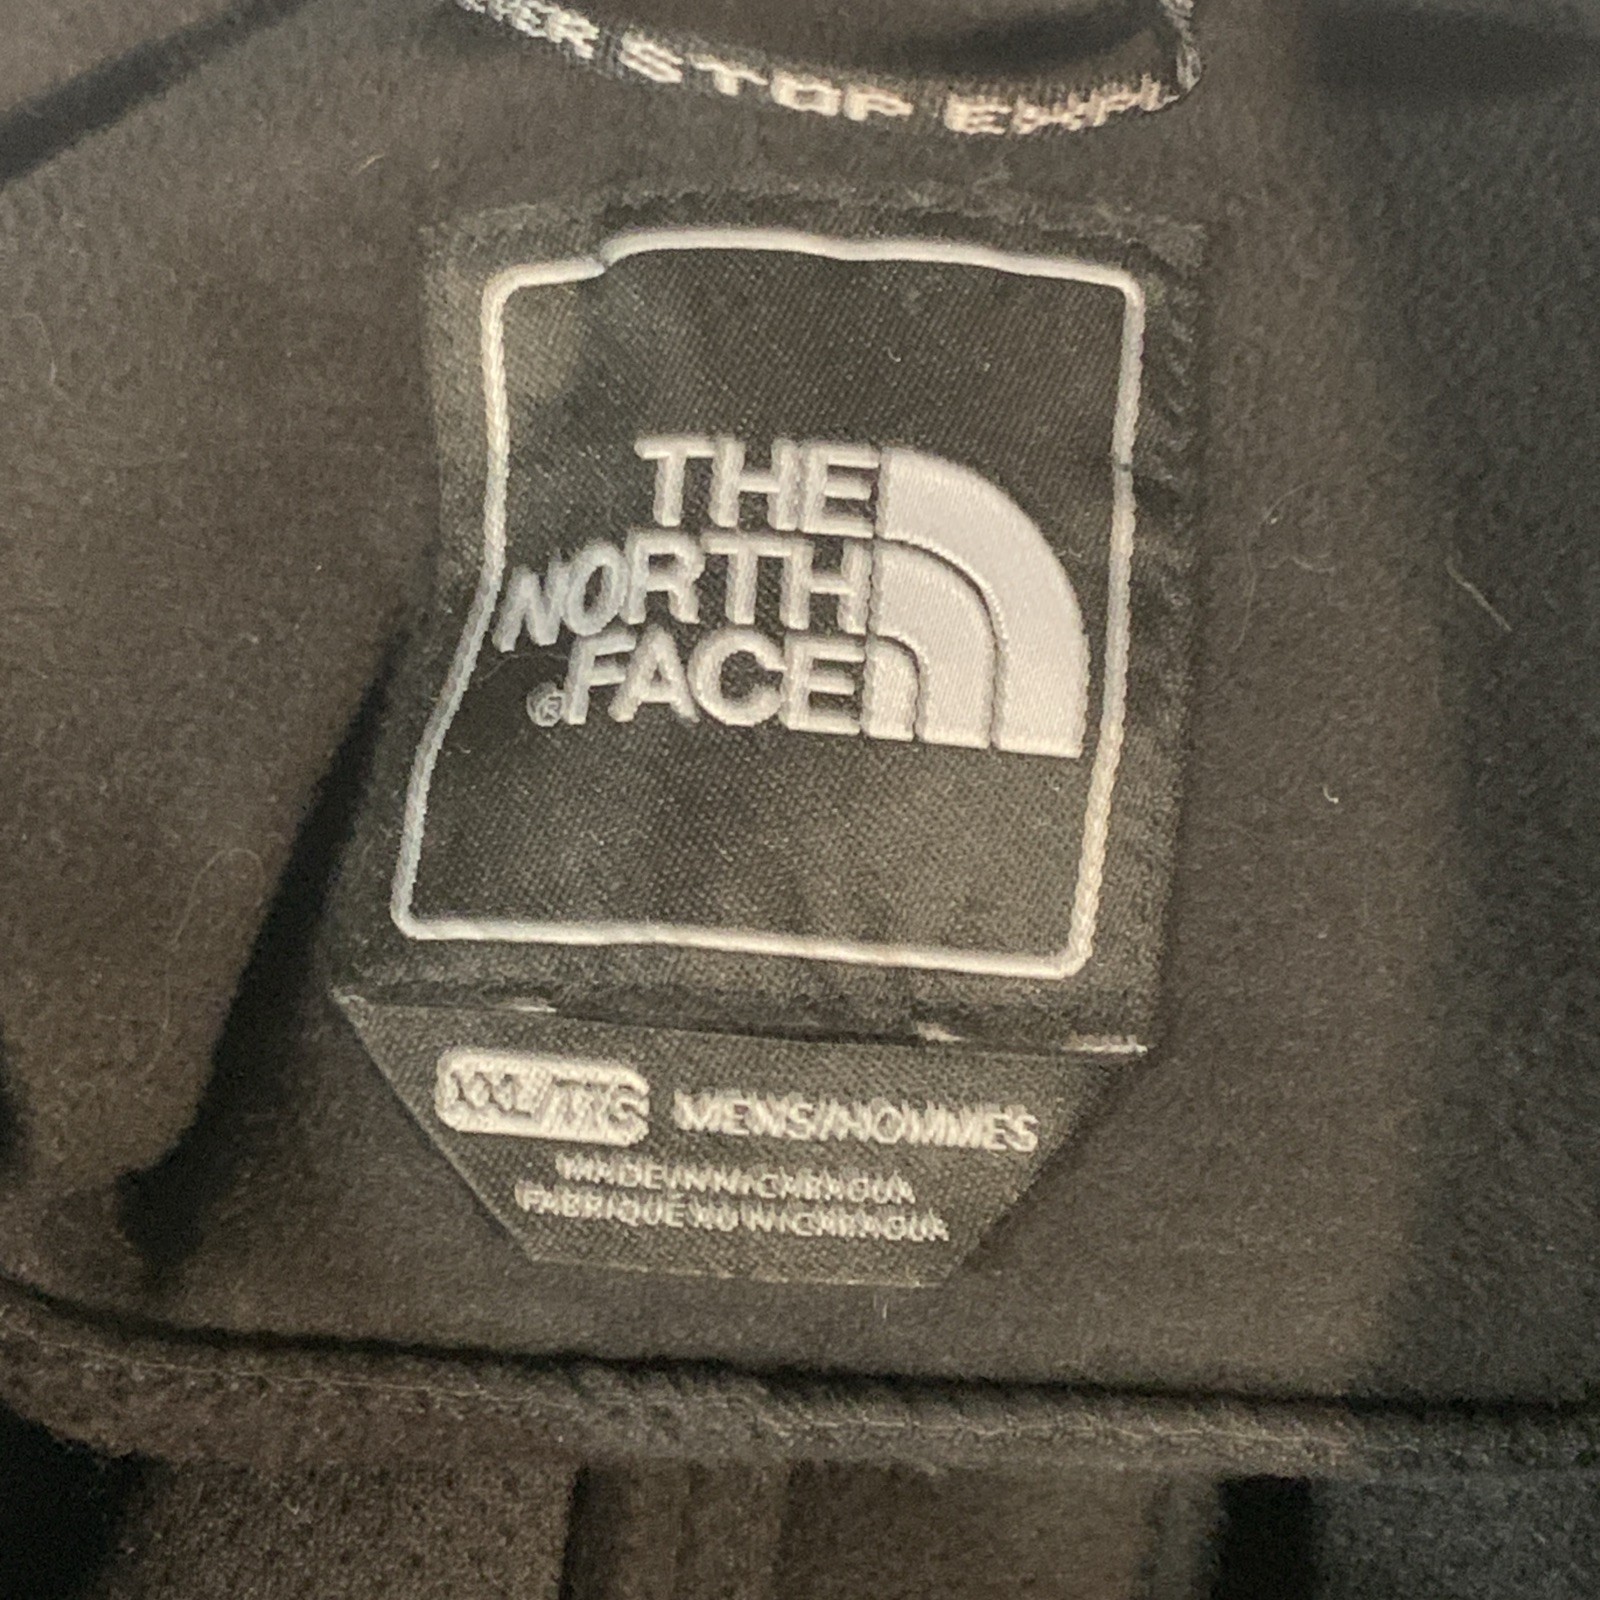 STOP EXPL
THE
NORTH
FACE
®
XXL/TTG MENS/HOMMES
MADE IN NICARAGUA
FABRIQUÉ AU NICARAGUA